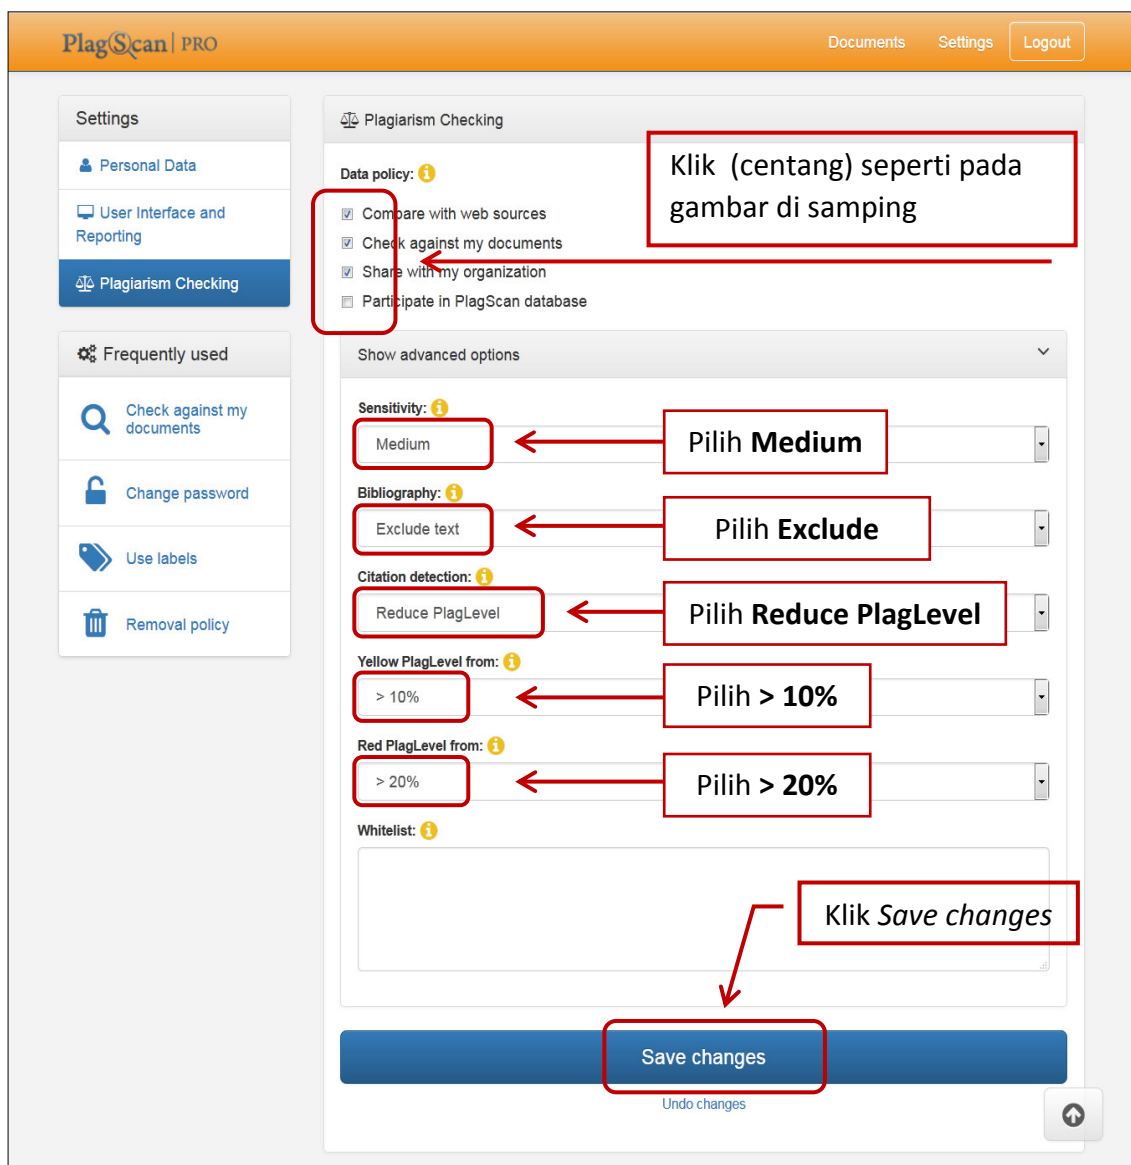 PlagScan | PRO
Documents Settings Logout
Settings
Personal Data
User Interface and
Reporting
Plagiarism Checking
Frequently used
Check against my
documents
Change password
Use labels
Removal policy
Plagiarism Checking
Data policy:
Klik (centang) seperti pada
gambar di samping
Compare with web sources
Check against my documents
Share with my organization
Participate in PlagScan database
Show advanced options
Sensitivity:
Medium
Pilih Medium
Bibliography:
Exclude text
Pilih Exclude
Citation detection:
Reduce PlagLevel
Pilih Reduce PlagLevel
Yellow PlagLevel from:
> 10%
Pilih > 10%
Red PlagLevel from:
> 20%
Pilih > 20%
Whitelist:
Klik Save changes
Save changes
Undo changes